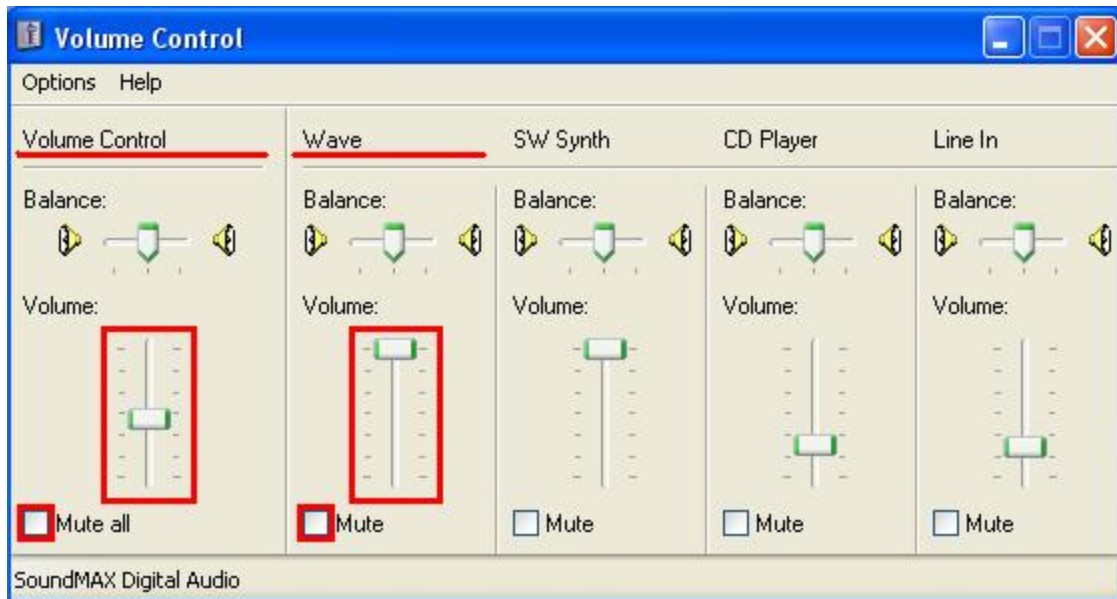 Volume Control
Options Help
Volume Control Wave SW Synth CD Player Line In
Balance: Balance: Balance: Balance: Balance:
Volume: Volume: Volume: Volume: Volume:
Mute all Mute Mute Mute Mute
SoundMAX Digital Audio